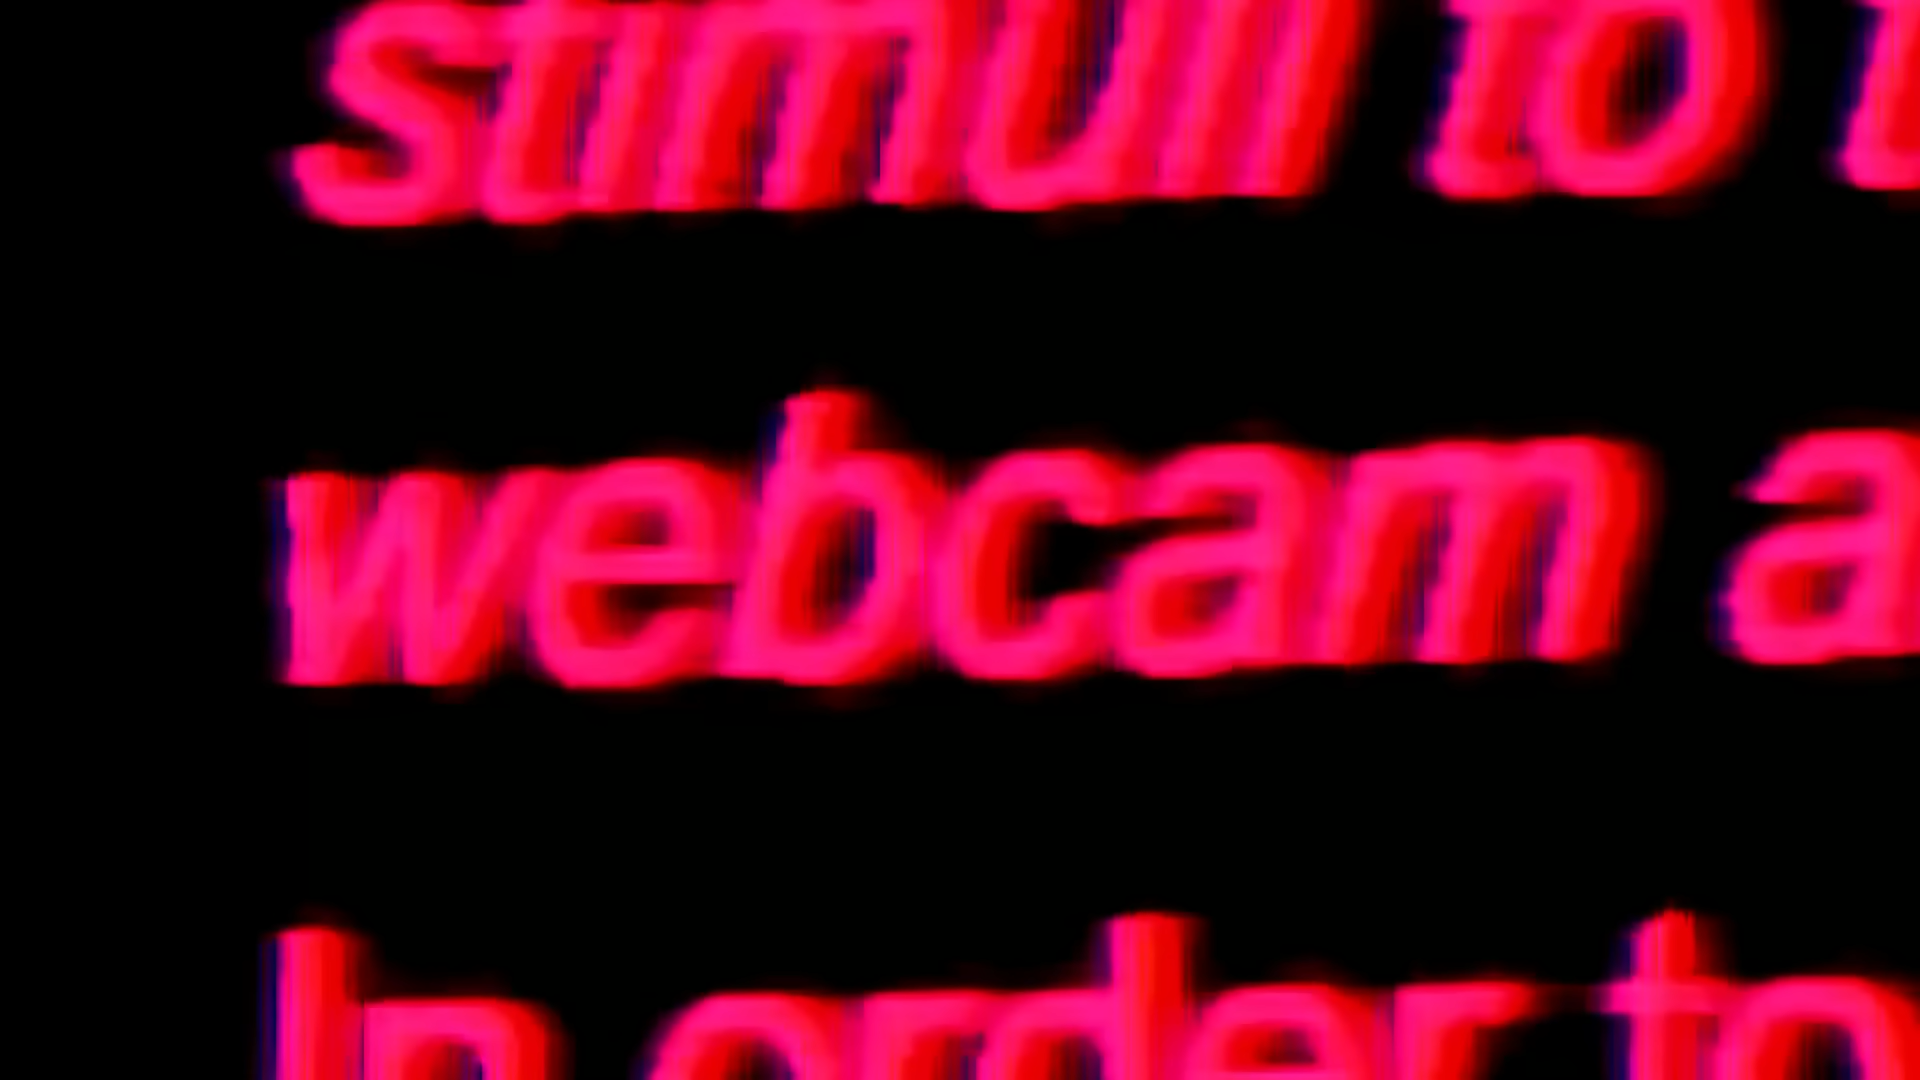 stimuli to
webcam a
In order to